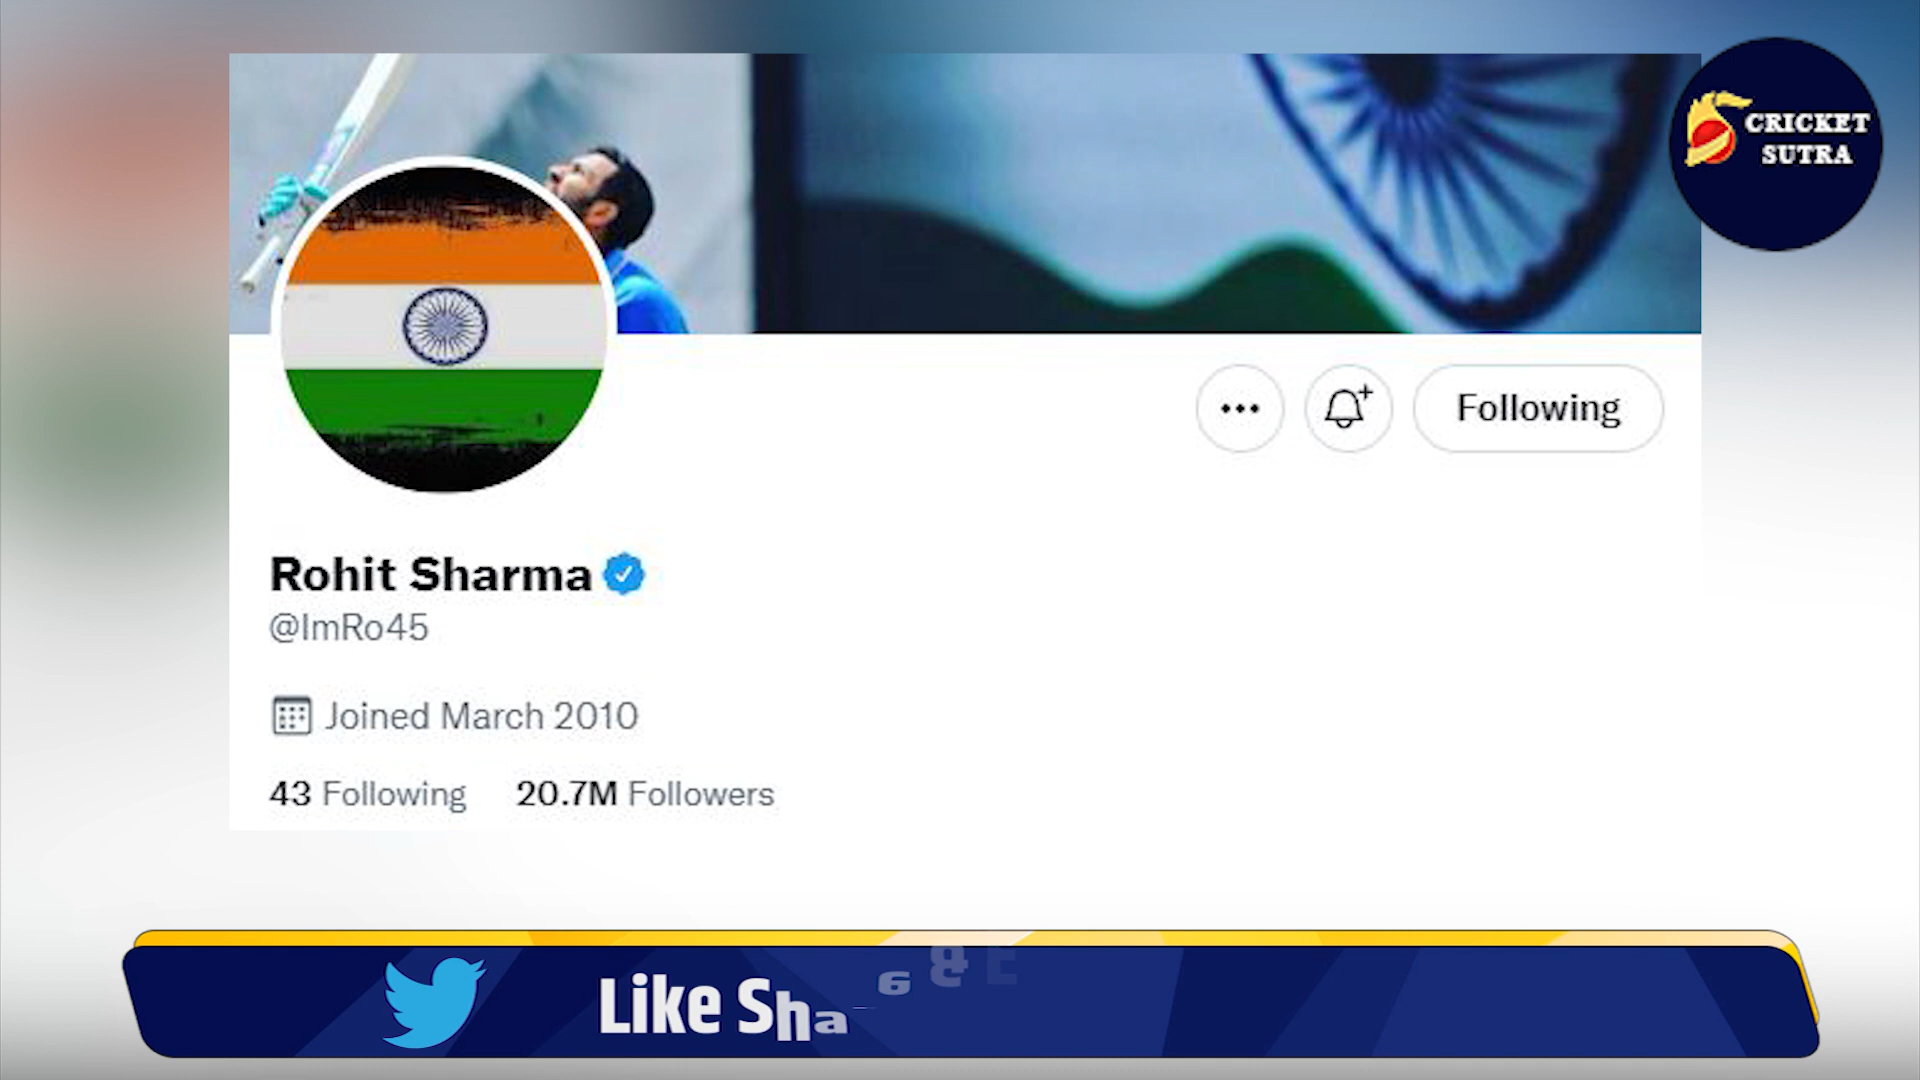 CRICKET
SUTRA
Following
Rohit Sharma
@ImRo45
Joined March 2010
43 Following 20.7M Followers
Like Sha